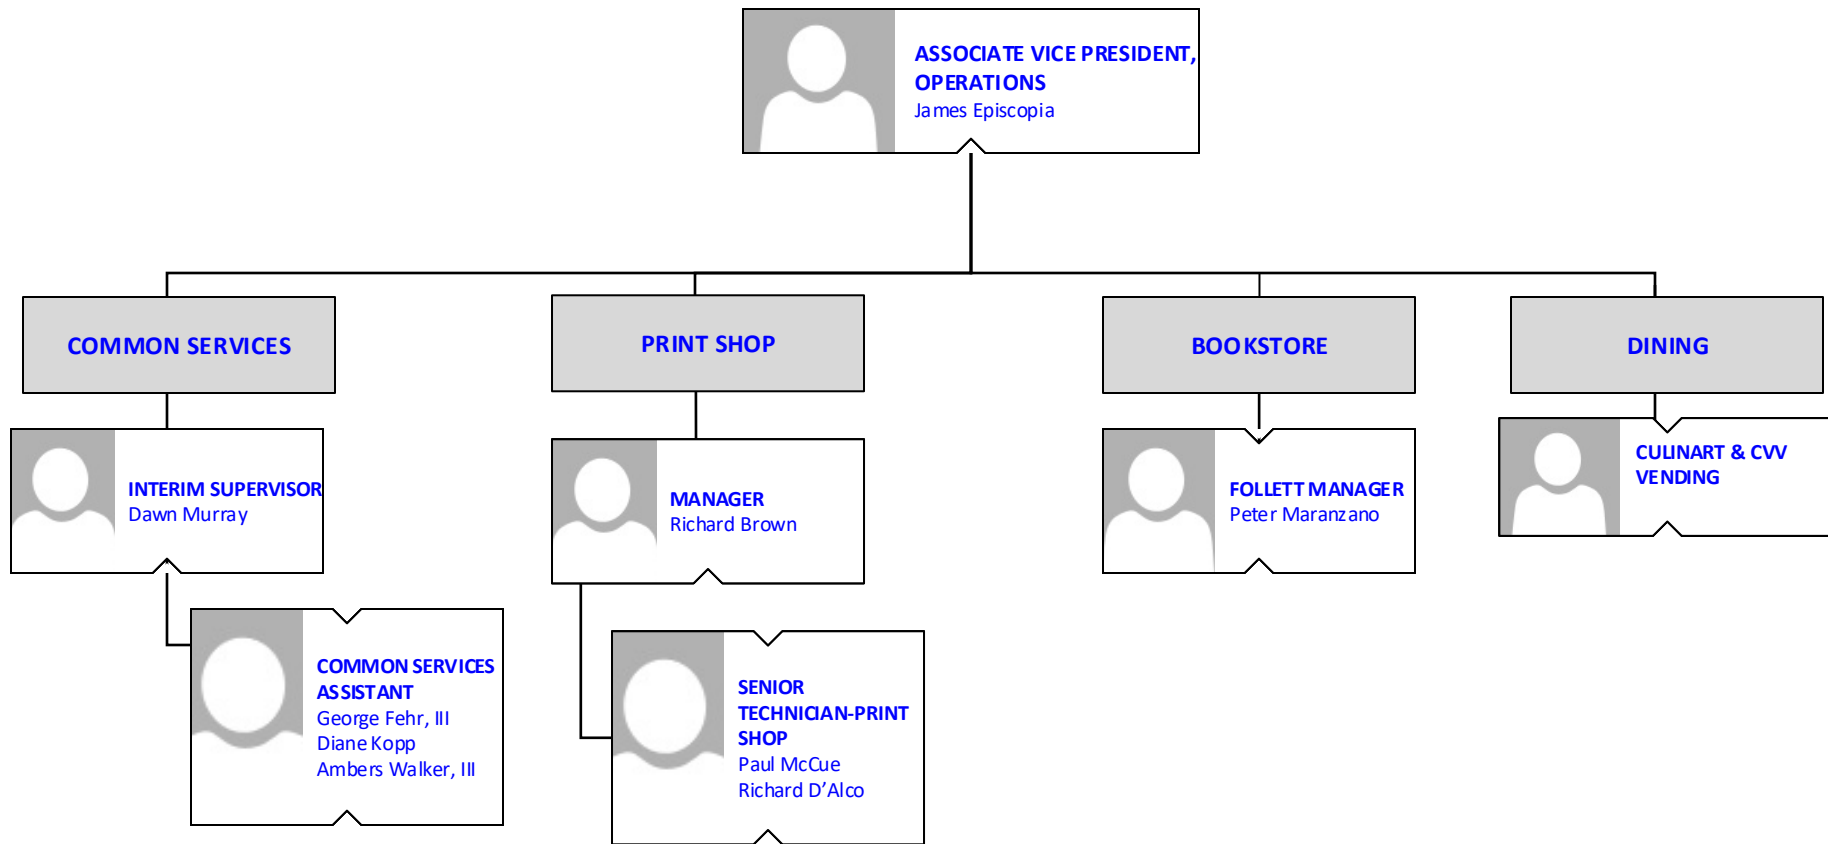 ASSOCIATE VICE PRESIDENT,
OPERATIONS
James Episcopia
COMMON SERVICES
PRINT SHOP
BOOKSTORE
DINING
INTERIM SUPERVISOR
Dawn Murray
MANAGER
Richard Brown
FOLLETT MANAGER
Peter Maranzano
CULINART & CVV
VENDING
COMMON SERVICES
ASSISTANT
George Fehr, III
Diane Kopp
Ambers Walker, III
SENIOR
TECHNICIAN-PRINT
SHOP
Paul McCue
Richard D’Alco